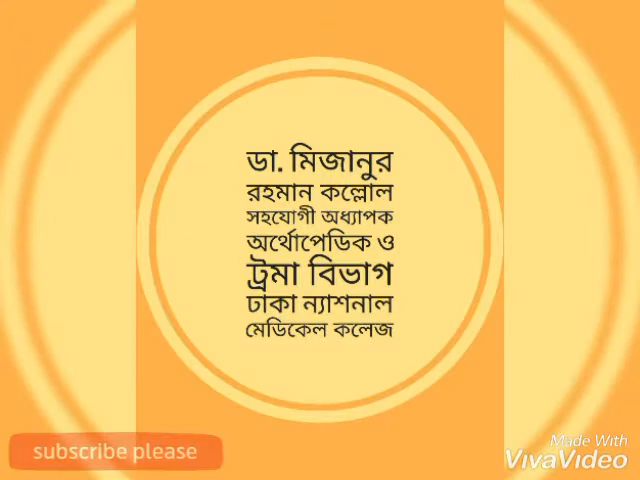 ডা. মিজানুর
রহমান কল্লোল
সহযোগী অধ্যাপক
অর্থোপেডিক ও
ট্রমা বিভাগ
ঢাকা ন্যাশনাল
মেডিকেল কলেজ
subscribe please
Made With
VivaVideo